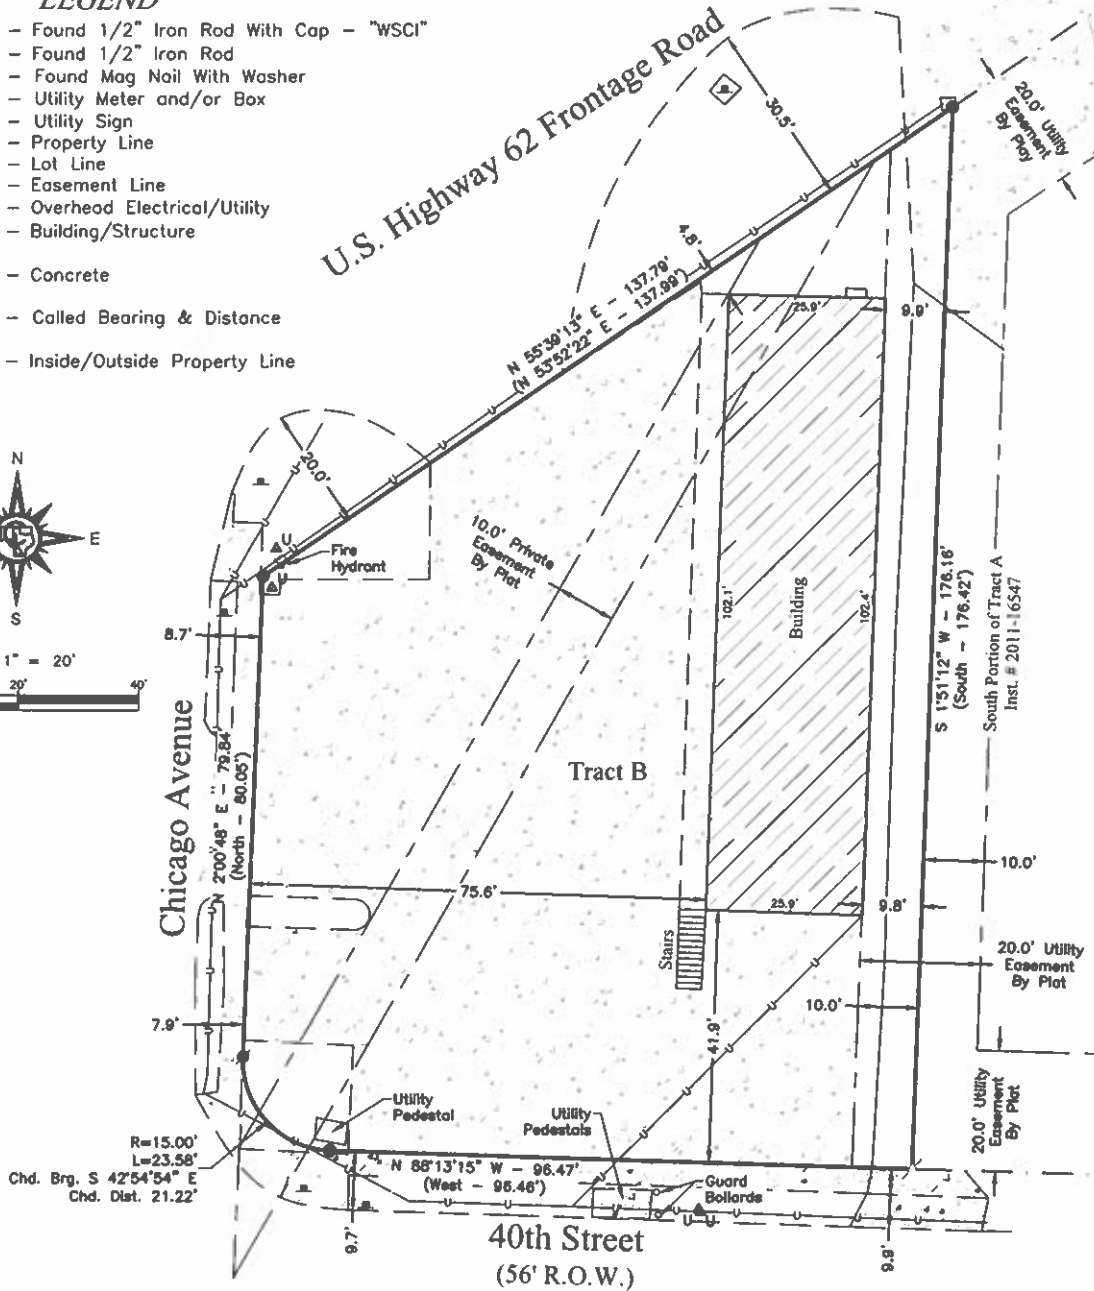 LEGEND
- Found 1/2" Iron Rod With Cap - "WSCI"
- Found 1/2" Iron Rod
- Found Mag Nail With Washer
- Utility Meter and/or Box
- Utility Sign
- Property Line
- Lot Line
- Easement Line
- Overhead Electrical/Utility
- Building/Structure
- Concrete
- Called Bearing & Distance
- Inside/Outside Property Line
N
E
S
1" = 20'
20'
40'
U.S. Highway 62 Frontage Road
30.5'
20.0' Utility
Easement
By Play
4.8'
N 55°39'13" E - 137.79'
(N 53°52'22" E - 137.99')
25.9'
9.9'
20.0'
U
Fire
Hydrant
U
10.0' Private
Easement
By Plat
8.7'
Chicago Avenue
N 2°00'48" E - 79.84'
(North - 80.05')
102.1'
Building
102.4'
S 1°51'12" W - 176.16'
(South - 176.42')
South Portion of Tract A
Inst. # 2011-16547
Tract B
75.6'
25.9'
9.8'
10.0'
Stairs
20.0' Utility
Easement
By Plat
10.0'
7.9'
41.9'
20.0' Utility
Easement
By Plat
Utility
Pedestal
Utility
Pedestals
R=15.00'
L=23.58'
Chd. Brg. S 42°54'54" E
Chd. Dist. 21.22'
N 88°13'15" W - 96.47'
(West - 96.46')
Guard
Bollards
U U
9.7'
9.9'
40th Street
(56' R.O.W.)